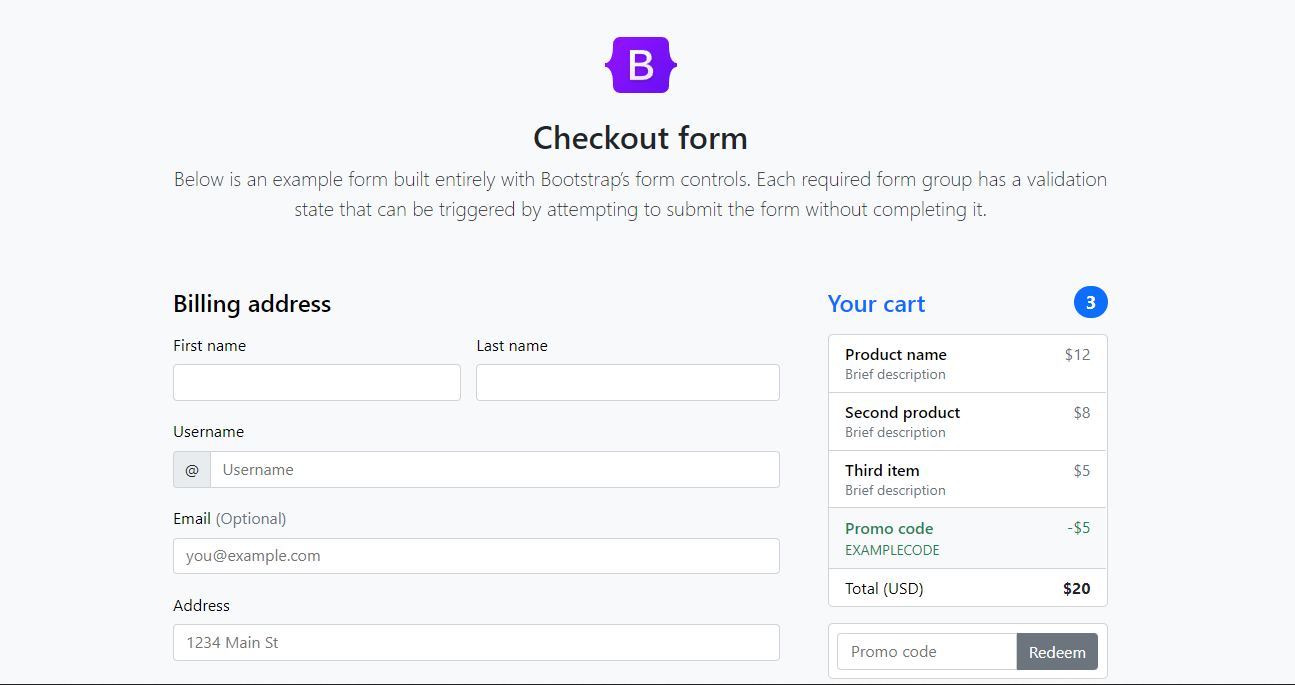 B
Checkout form
Below is an example form built entirely with Bootstrap’s form controls. Each required form group has a validation
state that can be triggered by attempting to submit the form without completing it.
Billing address
First name
Last name
Username
@ Username
Email (Optional)
you@example.com
Address
1234 Main St
Your cart 3
Product name $12
Brief description
Second product $8
Brief description
Third item $5
Brief description
Promo code -$5
EXAMPLECODE
Total (USD) $20
Promo code Redeem